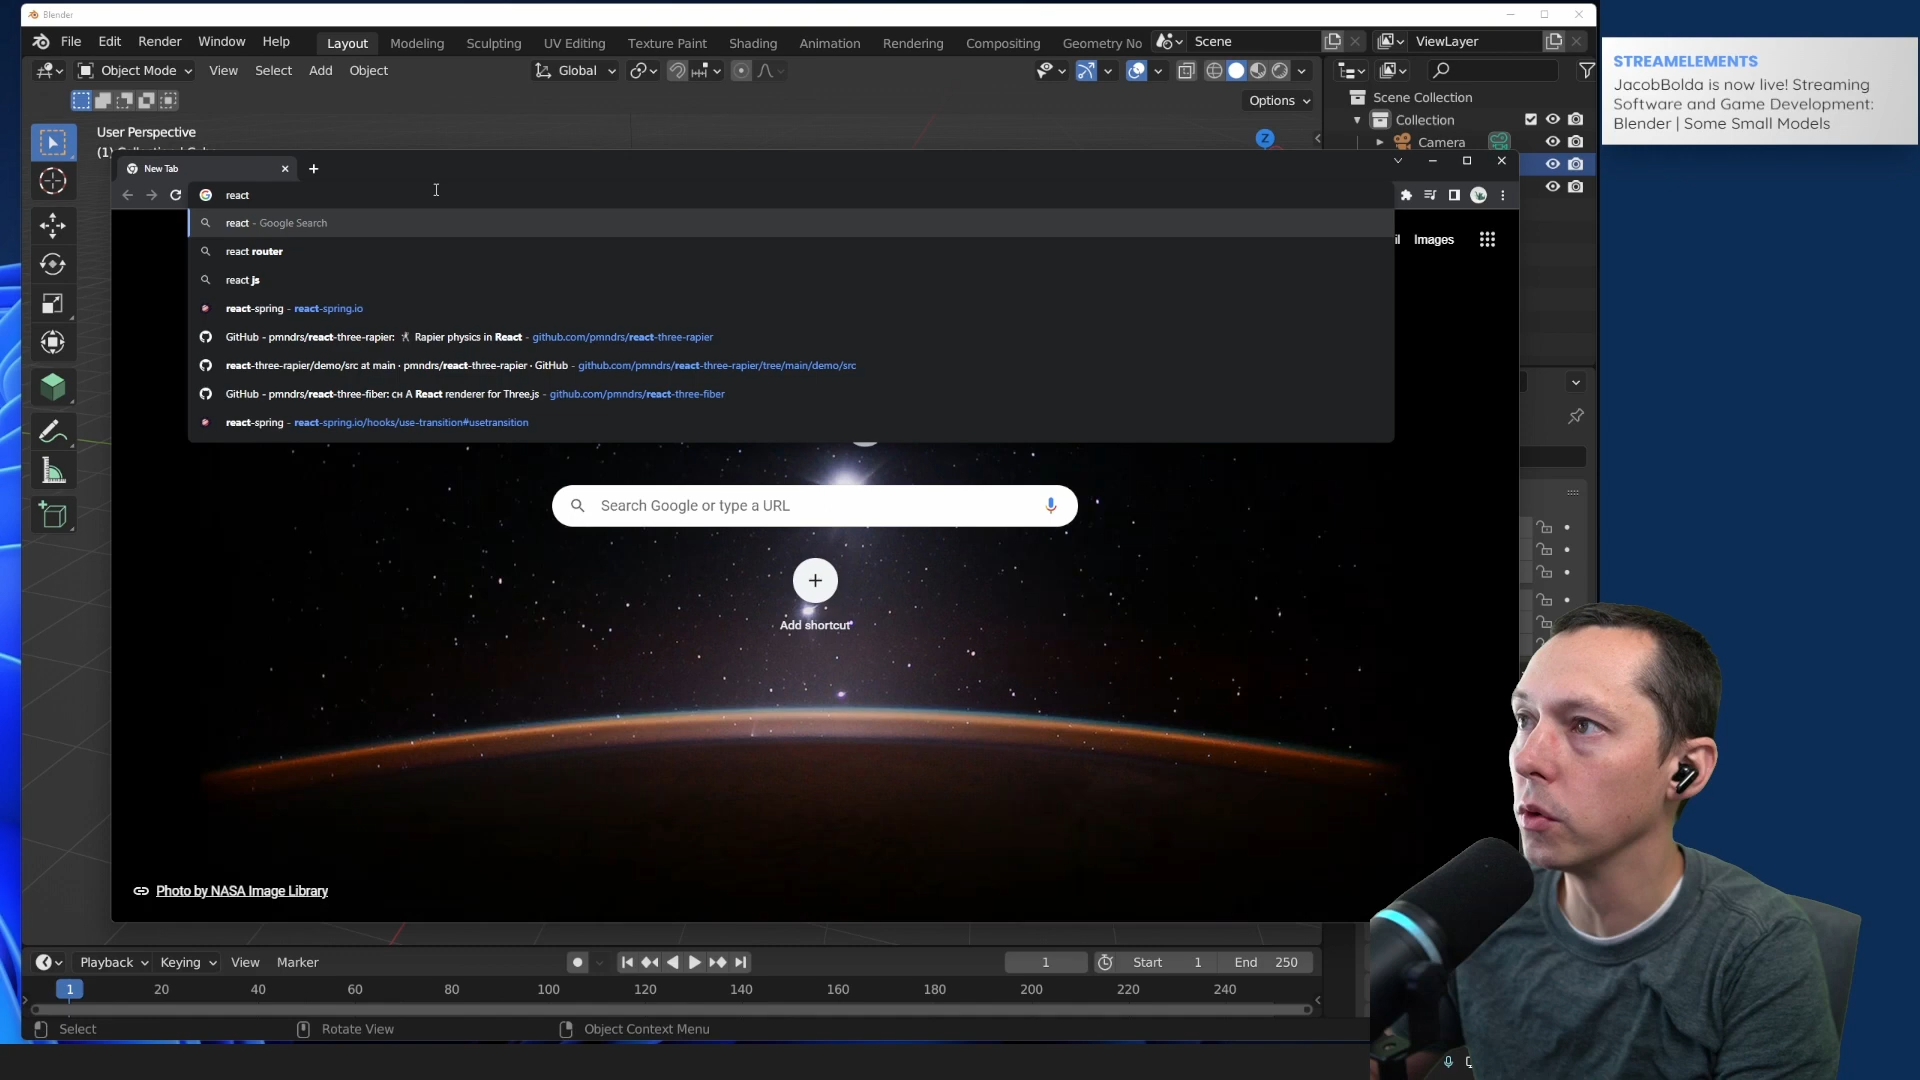 Blender
File Edit Render Window Help Layout Modeling Sculpting UV Editing Texture Paint Shading Animation Rendering Compositing Geometry No Scene ViewLayer
Object Mode View Select Add Object Global
Options
User Perspective
Scene Collection
Collection
Camera
Z
New Tab
react
react - Google Search
react router
react js
react-spring - react-spring.io
GitHub - pmndrs/react-three-rapier: 🤺 Rapier physics in React - github.com/pmndrs/react-three-rapier
react-three-rapier/demo/src at main · pmndrs/react-three-rapier · GitHub - github.com/pmndrs/react-three-rapier/tree/main/demo/src
GitHub - pmndrs/react-three-fiber: 🇨🇭 A React renderer for Three.js - github.com/pmndrs/react-three-fiber
react-spring - react-spring.io/hooks/use-transition#usetransition
Images
Search Google or type a URL
Add shortcut
Photo by NASA Image Library
Playback Keying View Marker 1 Start 1 End 250
1 20 40 60 80 100 120 140 160 180 200 220 240
Select Rotate View Object Context Menu
STREAMELEMENTS
JacobBolda is now live! Streaming
Software and Game Development:
Blender | Some Small Models